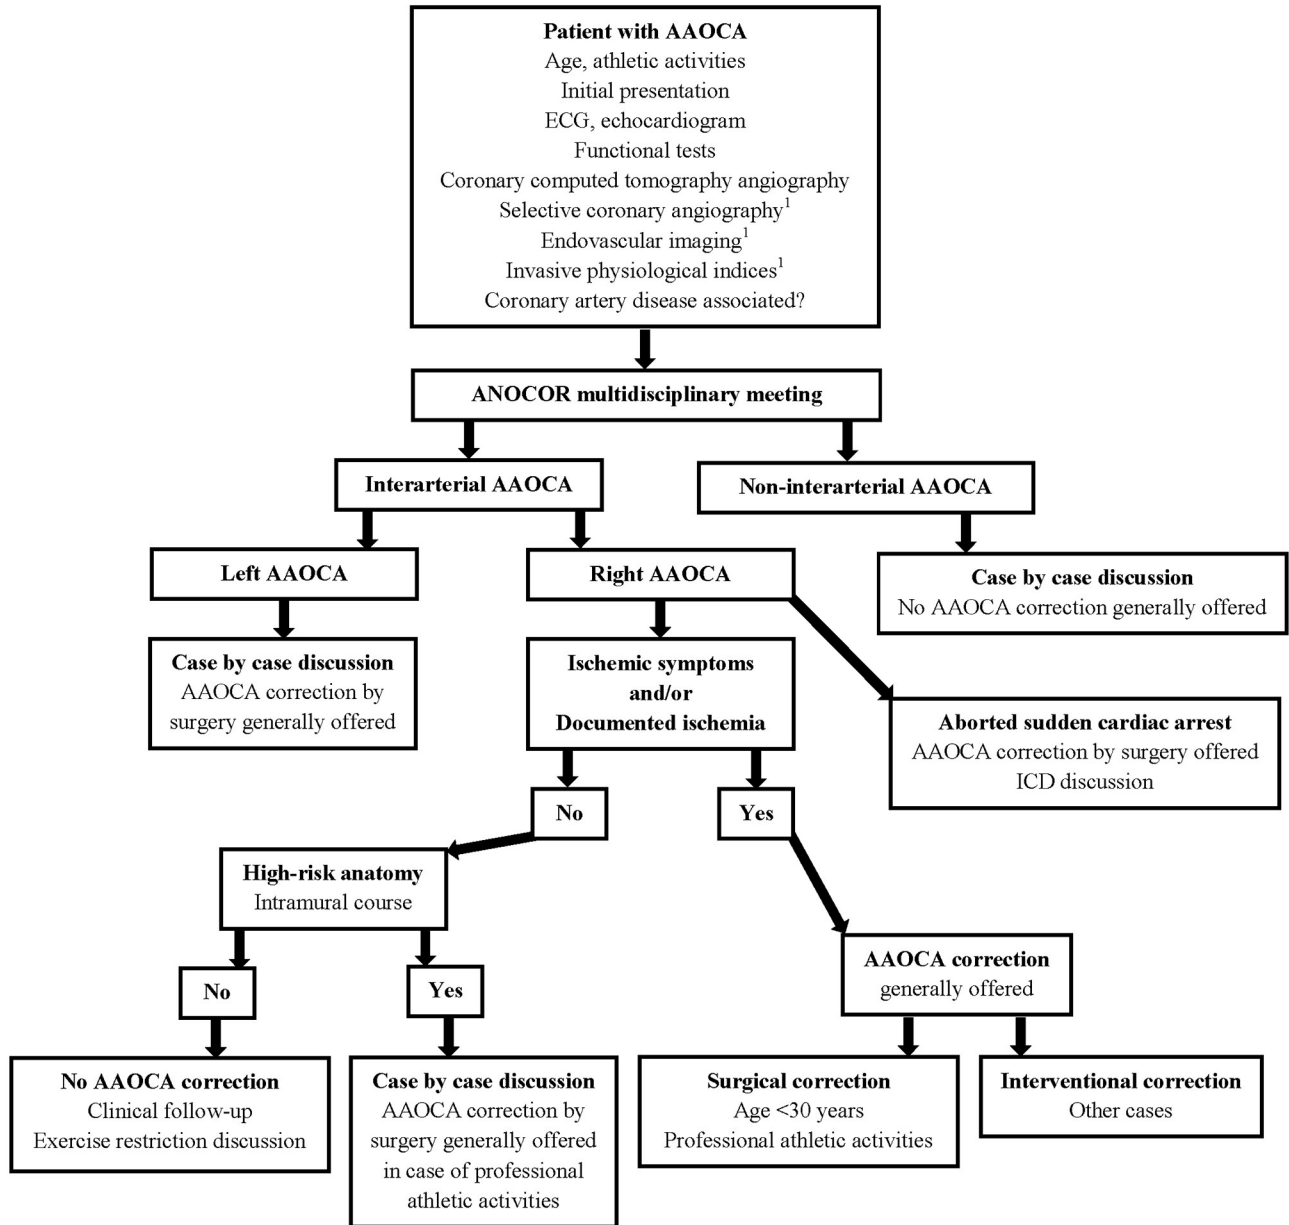 Patient with AAOCA
Age, athletic activities
Initial presentation
ECG, echocardiogram
Functional tests
Coronary computed tomography angiography
Selective coronary angiography¹
Endovascular imaging¹
Invasive physiological indices¹
Coronary artery disease associated?
ANOCOR multidisciplinary meeting
Interarterial AAOCA
Non-interarterial AAOCA
Left AAOCA
Right AAOCA
Case by case discussion
No AAOCA correction generally offered
Case by case discussion
AAOCA correction by
surgery generally offered
Ischemic symptoms
and/or
Documented ischemia
Aborted sudden cardiac arrest
AAOCA correction by surgery offered
ICD discussion
No
Yes
High-risk anatomy
Intramural course
AAOCA correction
generally offered
No
Yes
No AAOCA correction
Clinical follow-up
Exercise restriction discussion
Case by case discussion
AAOCA correction by
surgery generally offered
in case of professional
athletic activities
Surgical correction
Age <30 years
Professional athletic activities
Interventional correction
Other cases